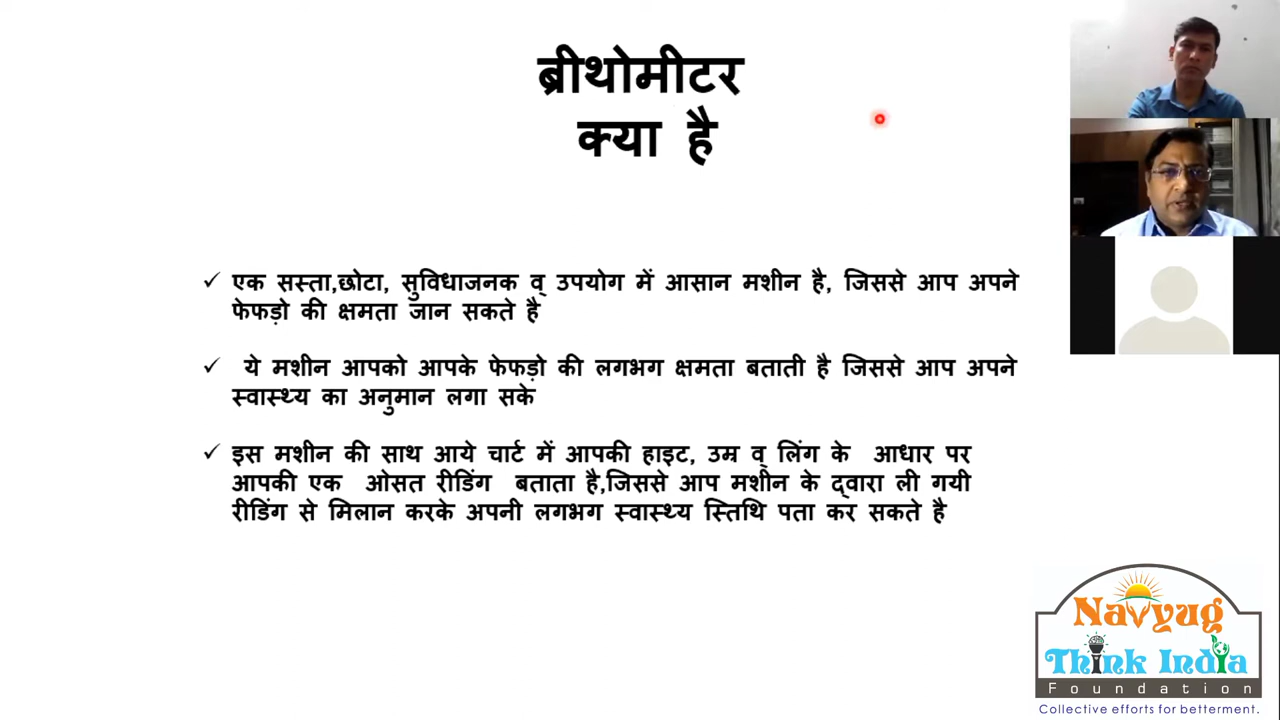 ब्रीथोमीटर
क्या है
✓ एक सस्ता,छोटा, सुविधाजनक व् उपयोग में आसान मशीन है, जिससे आप अपने
फेफड़ो की क्षमता जान सकते है
✓ ये मशीन आपको आपके फेफड़ो की लगभग क्षमता बताती है जिससे आप अपने
स्वास्थ्य का अनुमान लगा सके
✓ इस मशीन की साथ आये चार्ट में आपकी हाइट, उम्र व् लिंग के आधार पर
आपकी एक ओसत रीडिंग बताता है,जिससे आप मशीन के द्वारा ली गयी
रीडिंग से मिलान करके अपनी लगभग स्वास्थ्य स्तिथि पता कर सकते है
Navyug
Think India
Foundation
Collective efforts for betterment.